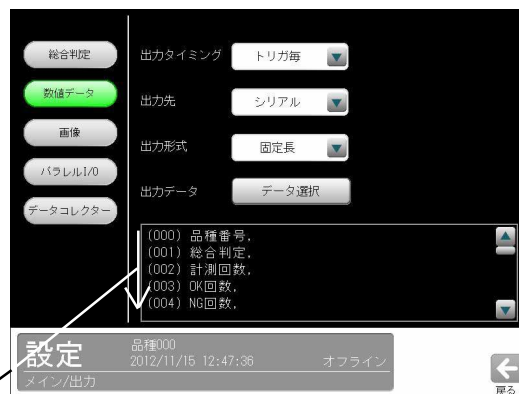 総合判定
数値データ
画像
パラレルI/O
データコレクター
出力タイミング トリガ毎
出力先 シリアル
出力形式 固定長
出力データ データ選択
(000) 品種番号,
(001) 総合判定,
(002) 計測回数,
(003) OK回数,
(004) NG回数,
設定
メイン/出力
品種000
2012/11/15 12:47:36 オフライン
戻る